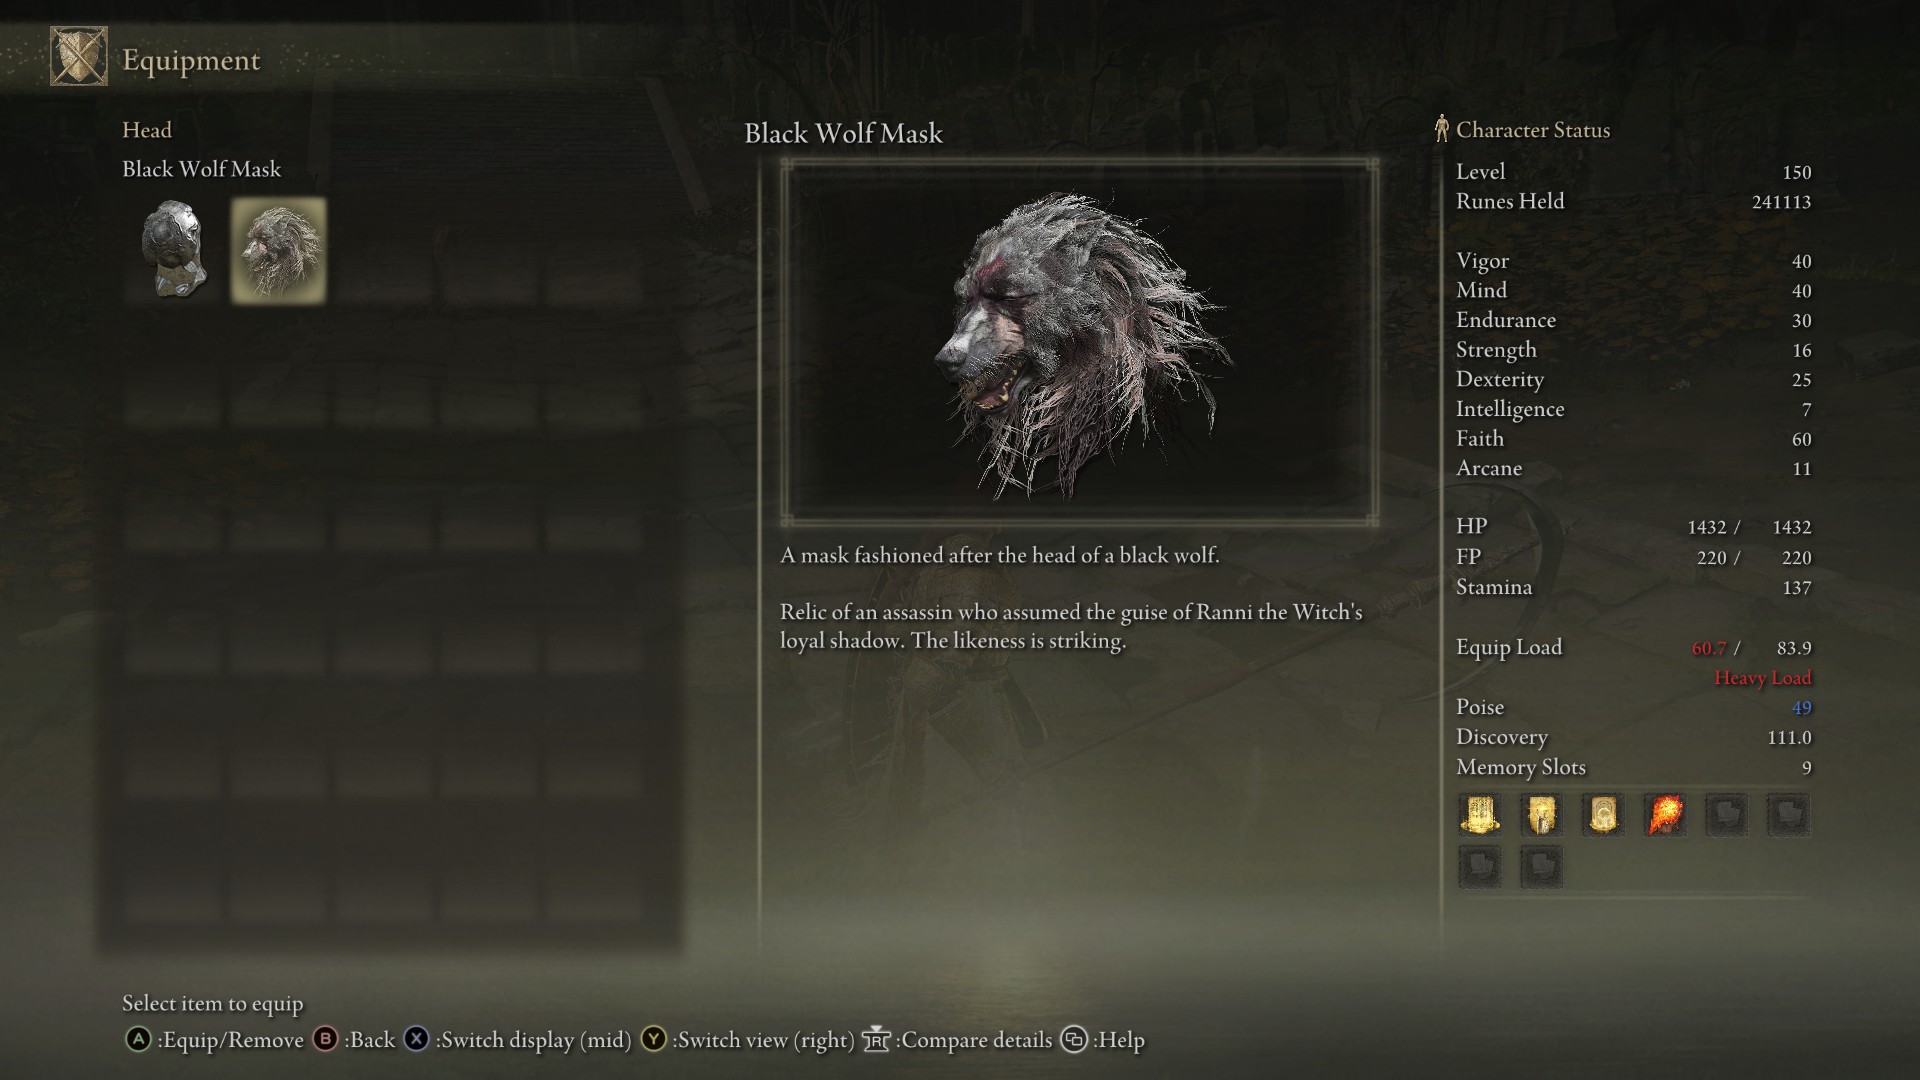 Equipment
Head
Black Wolf Mask
Black Wolf Mask
A mask fashioned after the head of a black wolf.
Relic of an assassin who assumed the guise of Ranni the Witch's
loyal shadow. The likeness is striking.
Character Status
Level 150
Runes Held 241113
Vigor 40
Mind 40
Endurance 30
Strength 16
Dexterity 25
Intelligence 7
Faith 60
Arcane 11
HP 1432 / 1432
FP 220 / 220
Stamina 137
Equip Load 60.7 / 83.9
Heavy Load
Poise 49
Discovery 111.0
Memory Slots 9
Select item to equip
A :Equip/Remove B :Back X :Switch display (mid) Y :Switch view (right) R :Compare details :Help